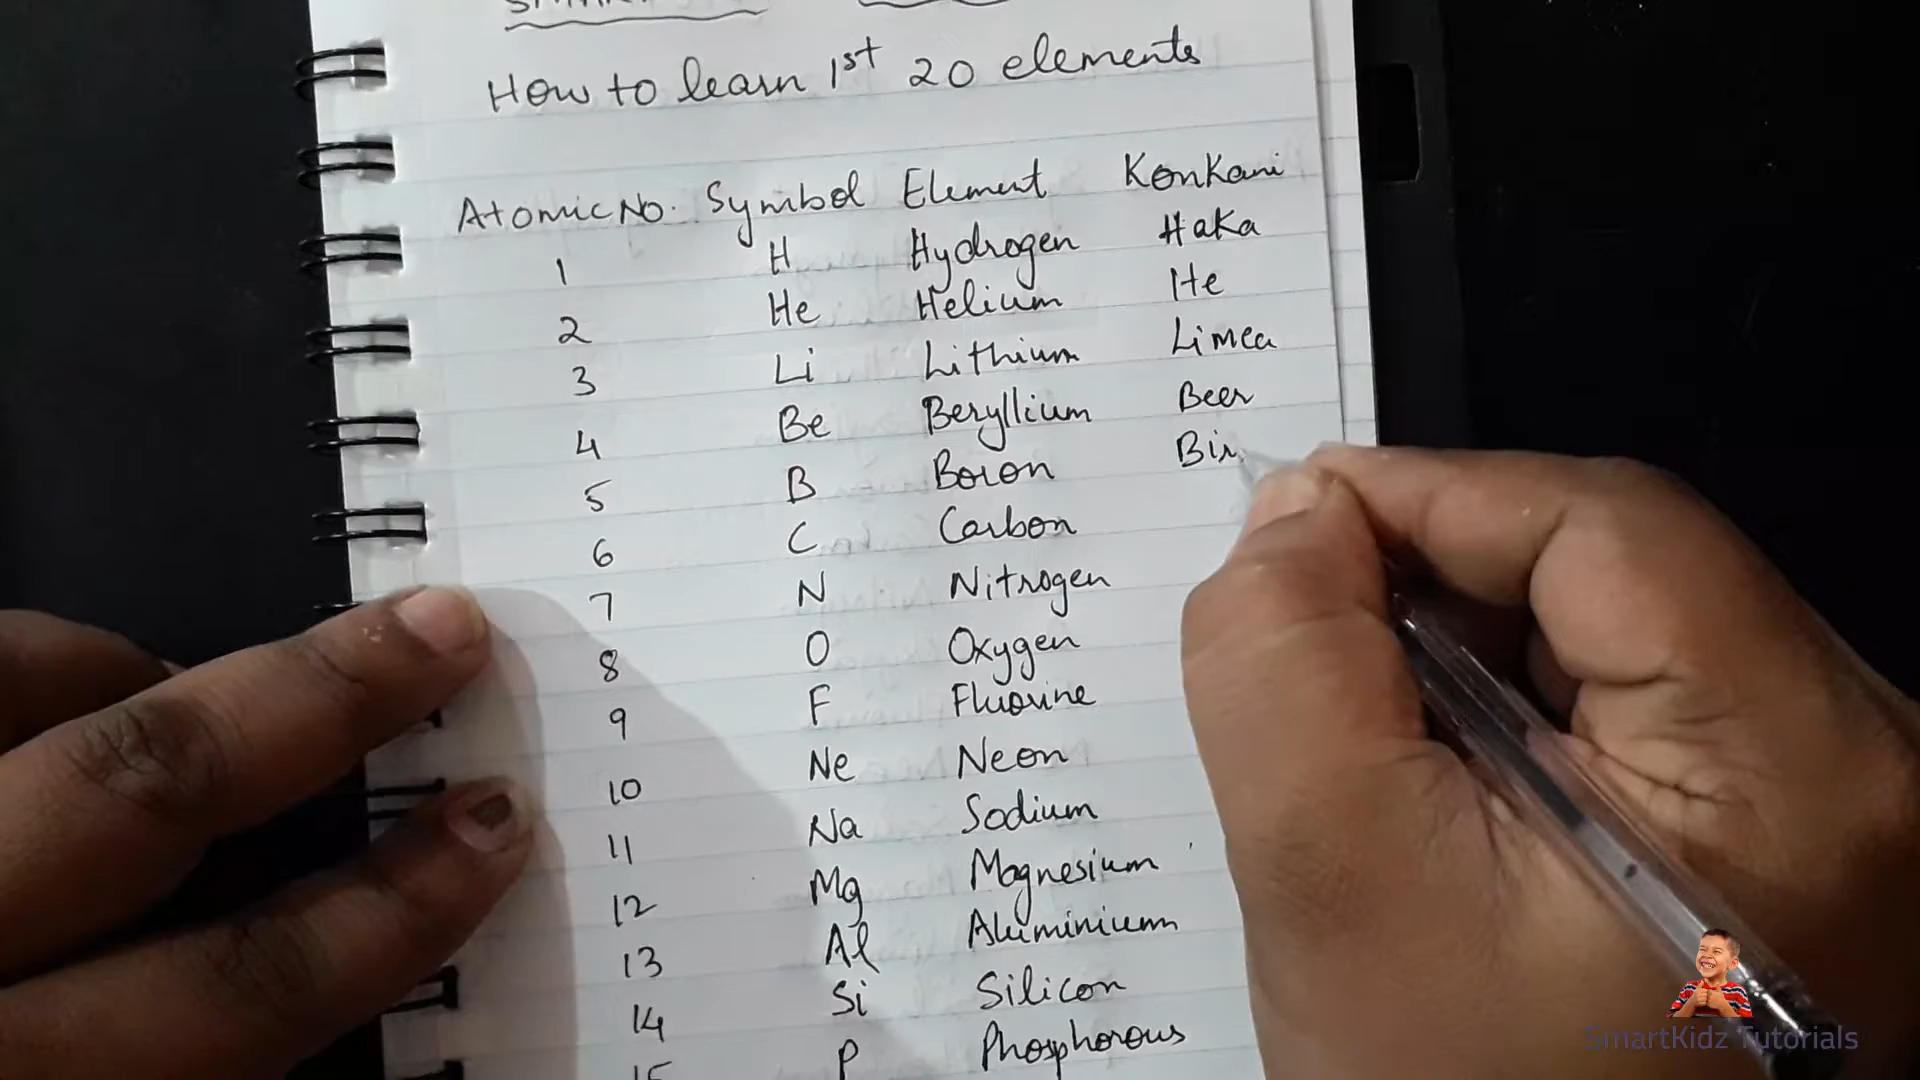 How to learn 1st 20 elements
Atomic No. Symbol Element Konkani
1 H Hydrogen Haka
2 He Helium He
3 Li Lithium Limca
4 Be Beryllium Beer
5 B Boron Bir
6 C Carbon
7 N Nitrogen
8 O Oxygen
9 F Fluorine
10 Ne Neon
11 Na Sodium
12 Mg Magnesium
13 Al Aluminium
14 Si Silicon
15 P Phosphorous
SmartKidz Tutorials